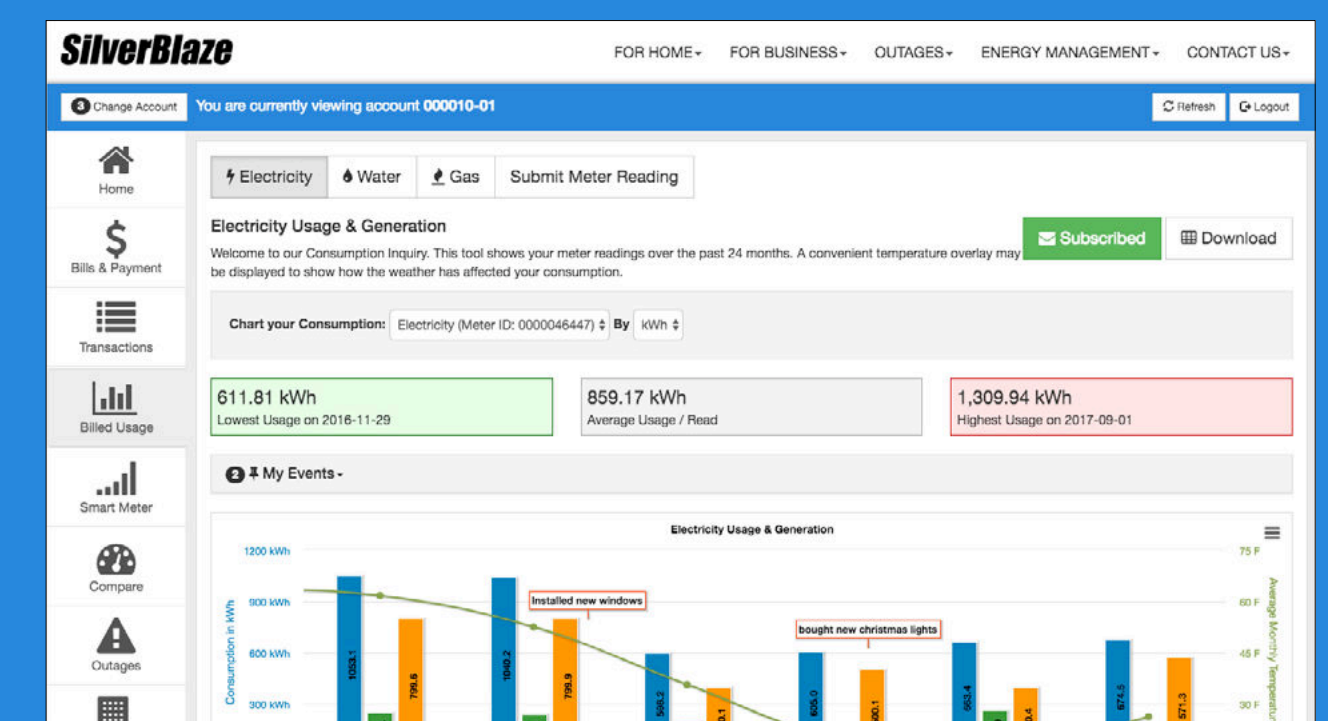 SilverBlaze
FOR HOME FOR BUSINESS OUTAGES ENERGY MANAGEMENT CONTACT US
3 Change Account You are currently viewing account 000010-01 Refresh Logout
Home
Bills & Payment
Transactions
Billed Usage
Smart Meter
Compare
Outages
Electricity Water Gas Submit Meter Reading
Electricity Usage & Generation
Subscribed Download
Welcome to our Consumption Inquiry. This tool shows your meter readings over the past 24 months. A convenient temperature overlay may
be displayed to show how the weather has affected your consumption.
Chart your Consumption: Electricity (Meter ID: 0000046447) By kWh
611.81 kWh
Lowest Usage on 2016-11-29
859.17 kWh
Average Usage / Read
1,309.94 kWh
Highest Usage on 2017-09-01
2 My Events
Electricity Usage & Generation
1200 kWh
900 kWh
600 kWh
300 kWh
Consumption in kWh
75 F
60 F
45 F
30 F
Average Monthly
Installed new windows
bought new christmas lights
1053.1
799.6
1040.2
799.9
598.2
605.0
663.4
674.5
571.3